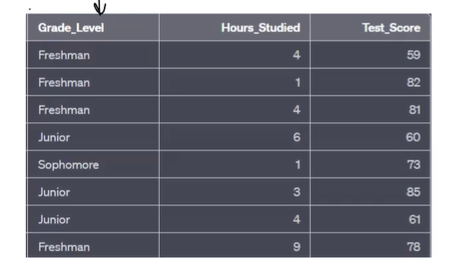 Grade_Level Hours_Studied Test_Score
Freshman 4 59
Freshman 1 82
Freshman 4 81
Junior 6 60
Sophomore 1 73
Junior 3 85
Junior 4 61
Freshman 9 78